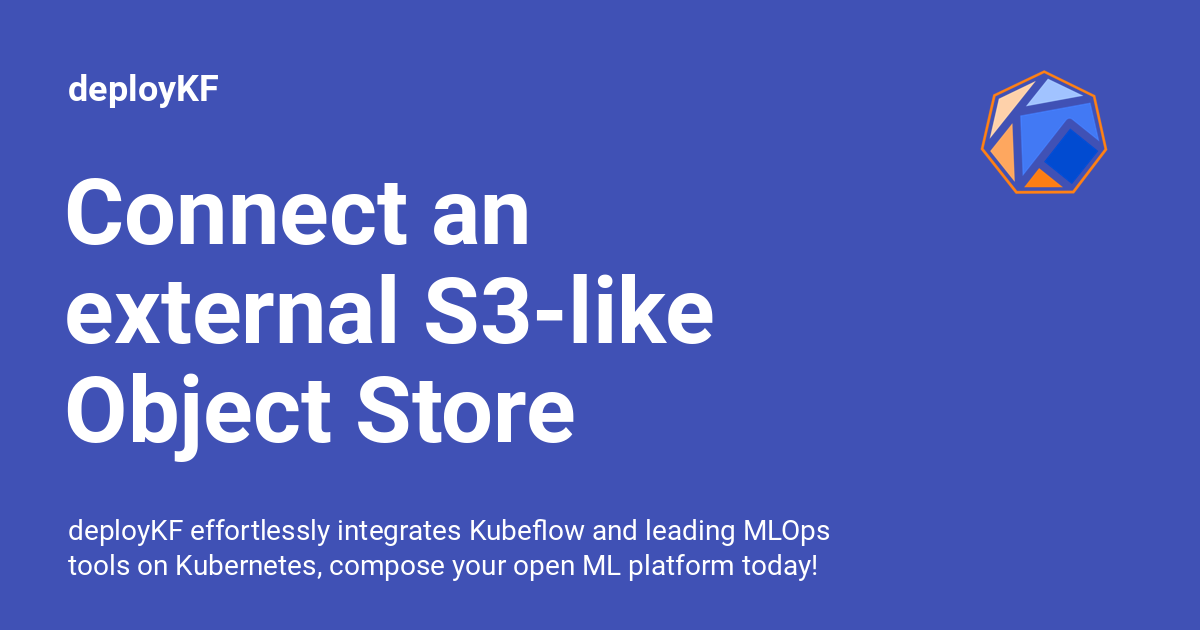 deployKF
Connect an
external S3-like
Object Store
deployKF effortlessly integrates Kubeflow and leading MLOps
tools on Kubernetes, compose your open ML platform today!